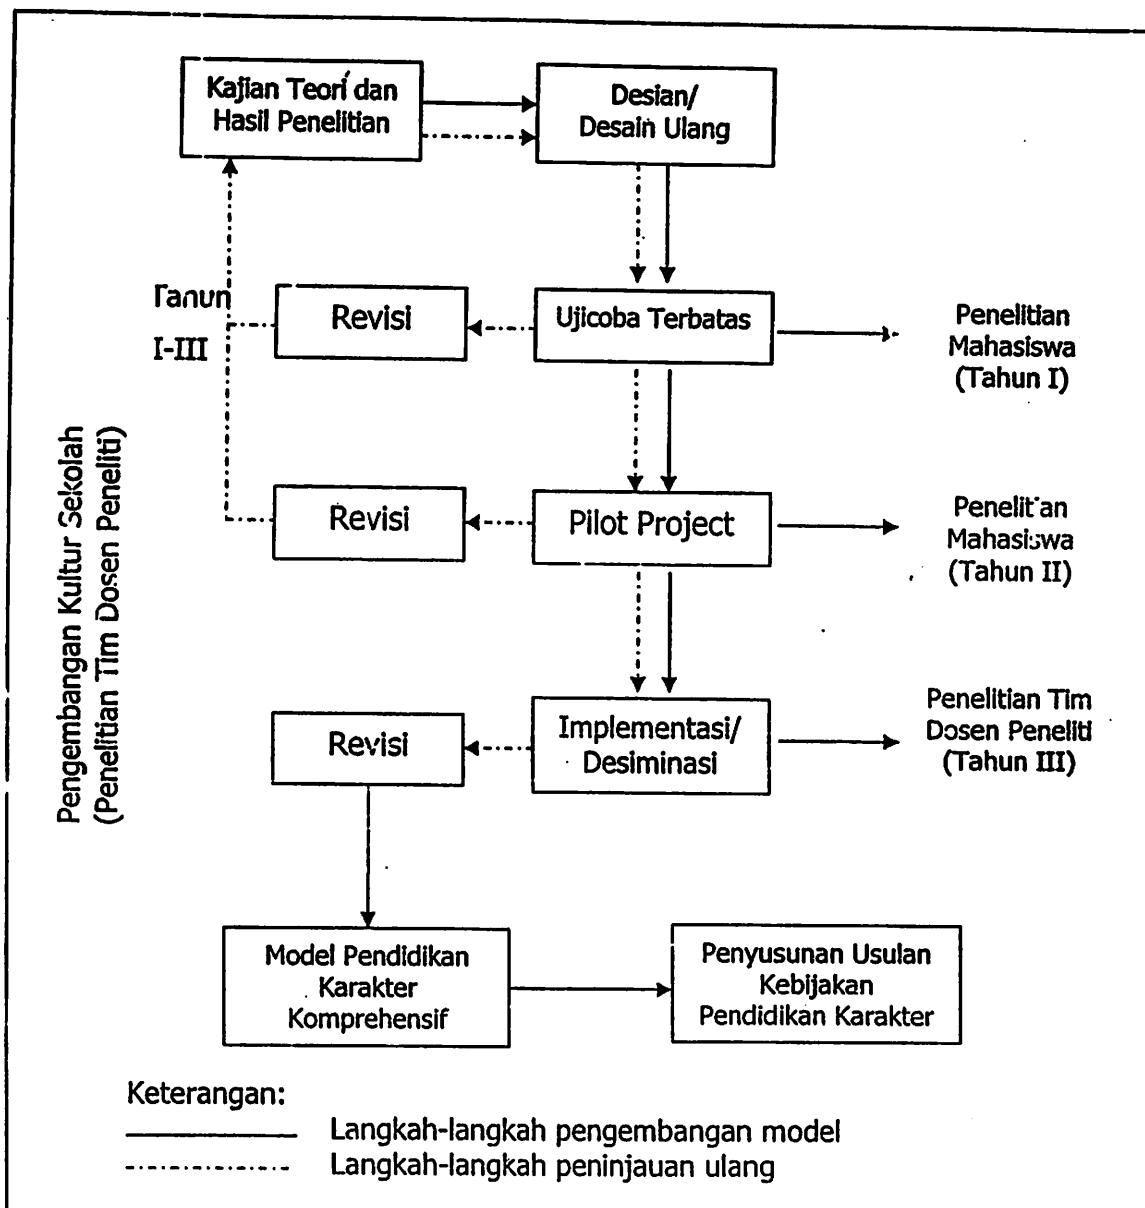 Kajian Teori dan
Hasil Penelitian
Desian/
Desain Ulang
Tahun
I-III
Revisi
Ujicoba Terbatas
Penelitian
Mahasiswa
(Tahun I)
Pengembangan Kultur Sekolah
(Penelitian Tim Dosen Peneliti)
Revisi
Pilot Project
Penelitian
Mahasiswa
(Tahun II)
Revisi
Implementasi/
Desiminasi
Penelitian Tim
Dosen Peneliti
(Tahun III)
Model Pendidikan
Karakter
Komprehensif
Penyusunan Usulan
Kebijakan
Pendidikan Karakter
Keterangan:
Langkah-langkah pengembangan model
Langkah-langkah peninjauan ulang